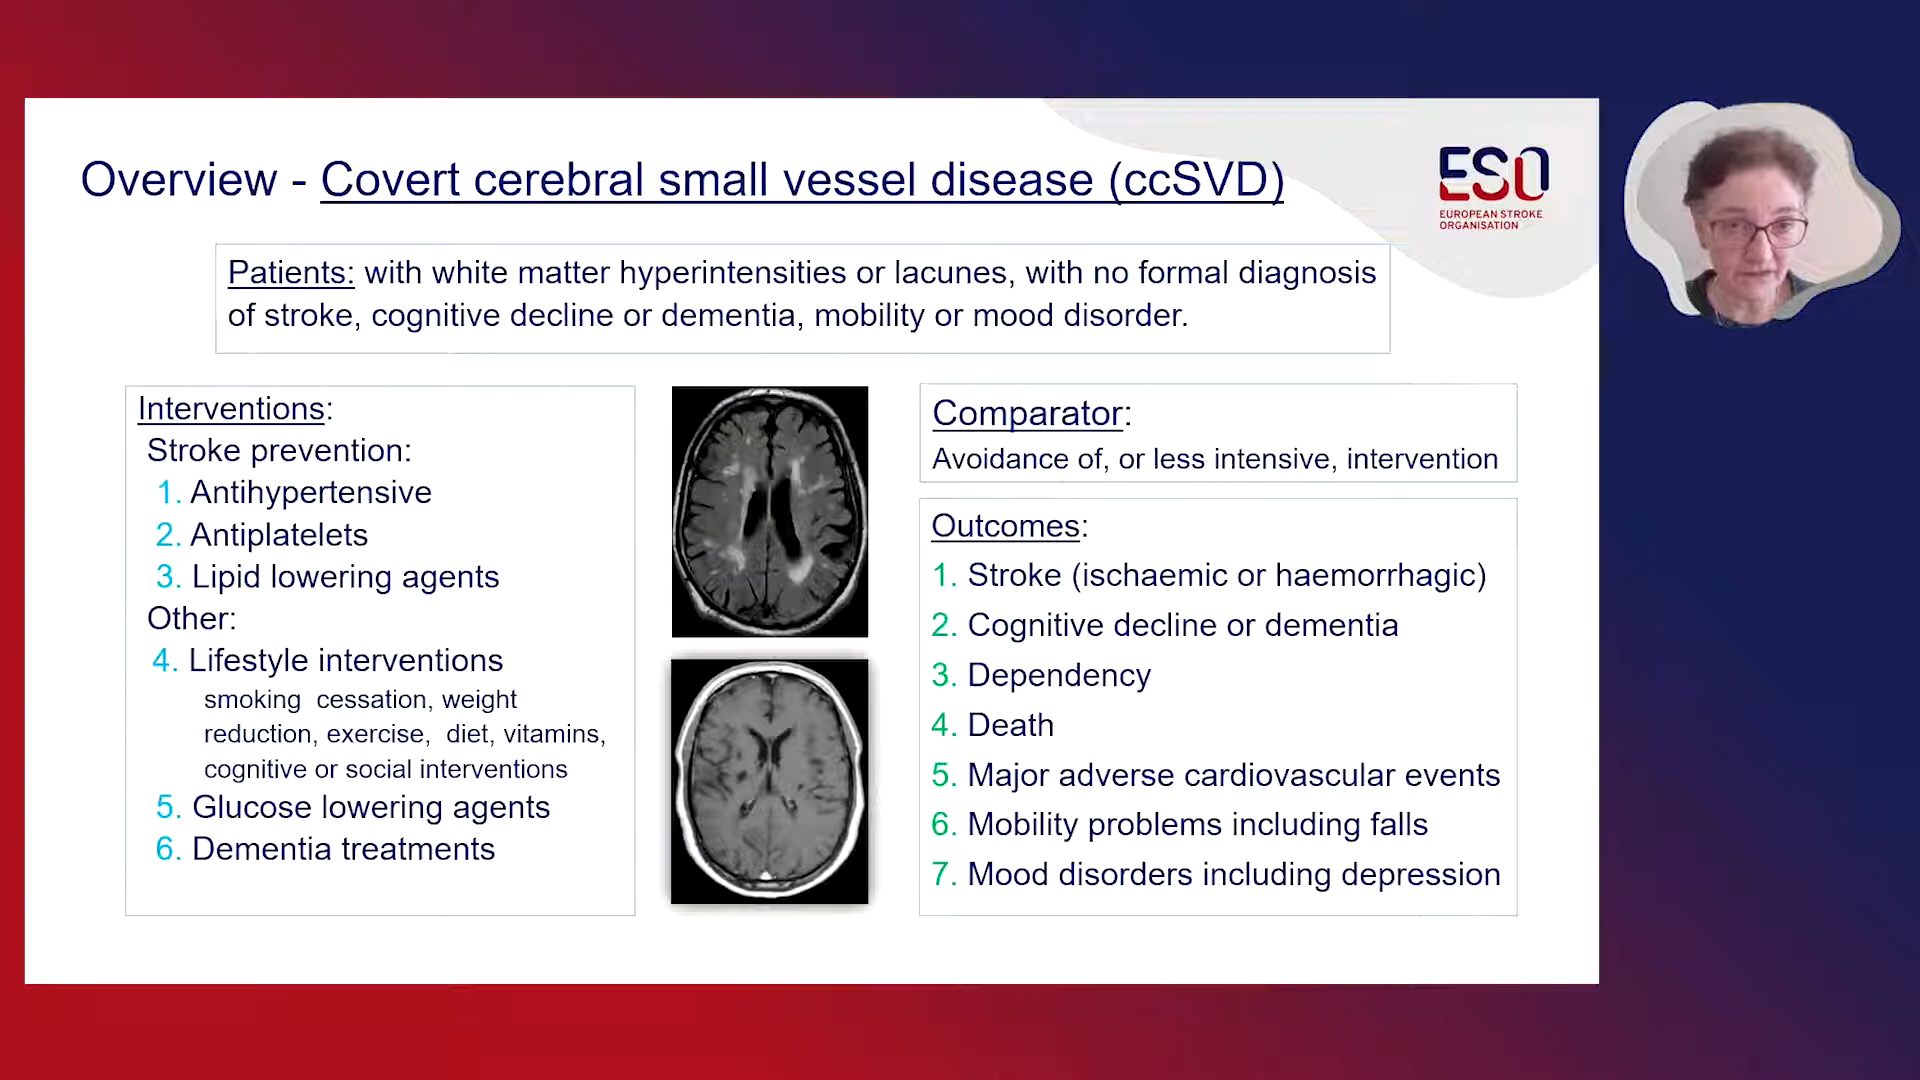 Overview - Covert cerebral small vessel disease (ccSVD)
ESO
EUROPEAN STROKE
ORGANISATION
Patients: with white matter hyperintensities or lacunes, with no formal diagnosis
of stroke, cognitive decline or dementia, mobility or mood disorder.
Interventions:
Stroke prevention:
1. Antihypertensive
2. Antiplatelets
3. Lipid lowering agents
Other:
4. Lifestyle interventions
smoking cessation, weight
reduction, exercise, diet, vitamins,
cognitive or social interventions
5. Glucose lowering agents
6. Dementia treatments
Comparator:
Avoidance of, or less intensive, intervention
Outcomes:
1. Stroke (ischaemic or haemorrhagic)
2. Cognitive decline or dementia
3. Dependency
4. Death
5. Major adverse cardiovascular events
6. Mobility problems including falls
7. Mood disorders including depression